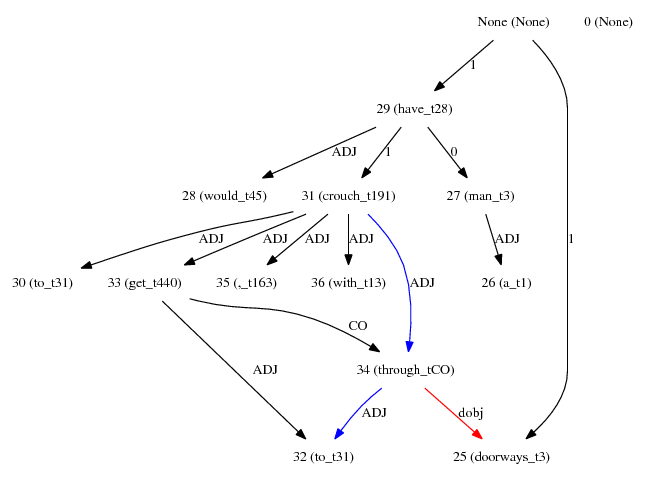 None (None) 0 (None)
1
29 (have_t28)
ADJ 1 0 1
28 (would_t45) 31 (crouch_t191) 27 (man_t3)
ADJ ADJ ADJ ADJ ADJ ADJ
30 (to_t31) 33 (get_t440) 35 (,_t163) 36 (with_t13) 26 (a_t1)
CO
34 (through_tCO)
ADJ ADJ dobj
32 (to_t31) 25 (doorways_t3)